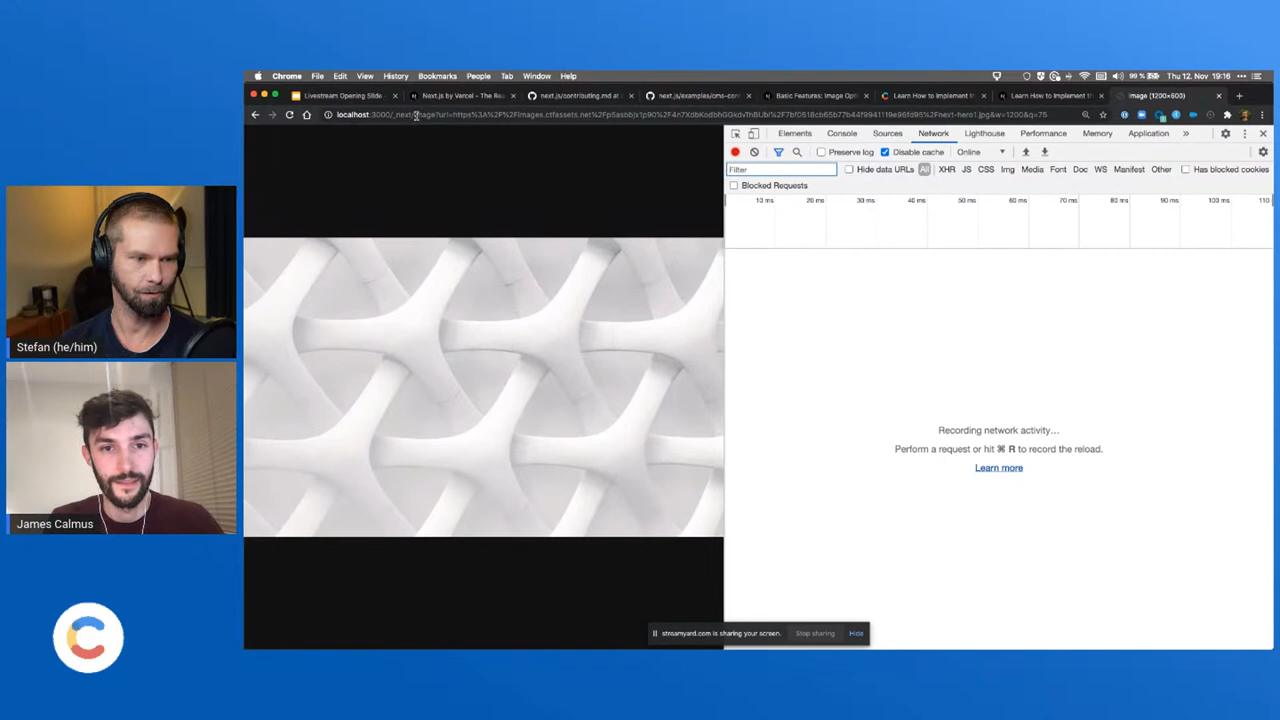 Chrome File Edit View History Bookmarks People Tab Window Help 99 % Thu 12. Nov 19:16
Livestream Opening Slide - Next.js by Vercel - The Rea next.js/contributing.md at next.js/examples/cms-con Basic Features: Image Opt Learn How to Implement th Learn How to Implement th Image (1200×600)
Elements Console Sources Network Lighthouse Performance Memory Application »
Preserve log Disable cache Online
Filter Hide data URLs All XHR JS CSS Img Media Font Doc WS Manifest Other Has blocked cookies
Blocked Requests
10 ms 20 ms 30 ms 40 ms 50 ms 60 ms 70 ms 80 ms 90 ms 100 ms 110
Recording network activity…
Perform a request or hit ⌘ R to record the reload.
Learn more
Stefan (he/him)
James Calmus
streamyard.com is sharing your screen. Stop sharing Hide